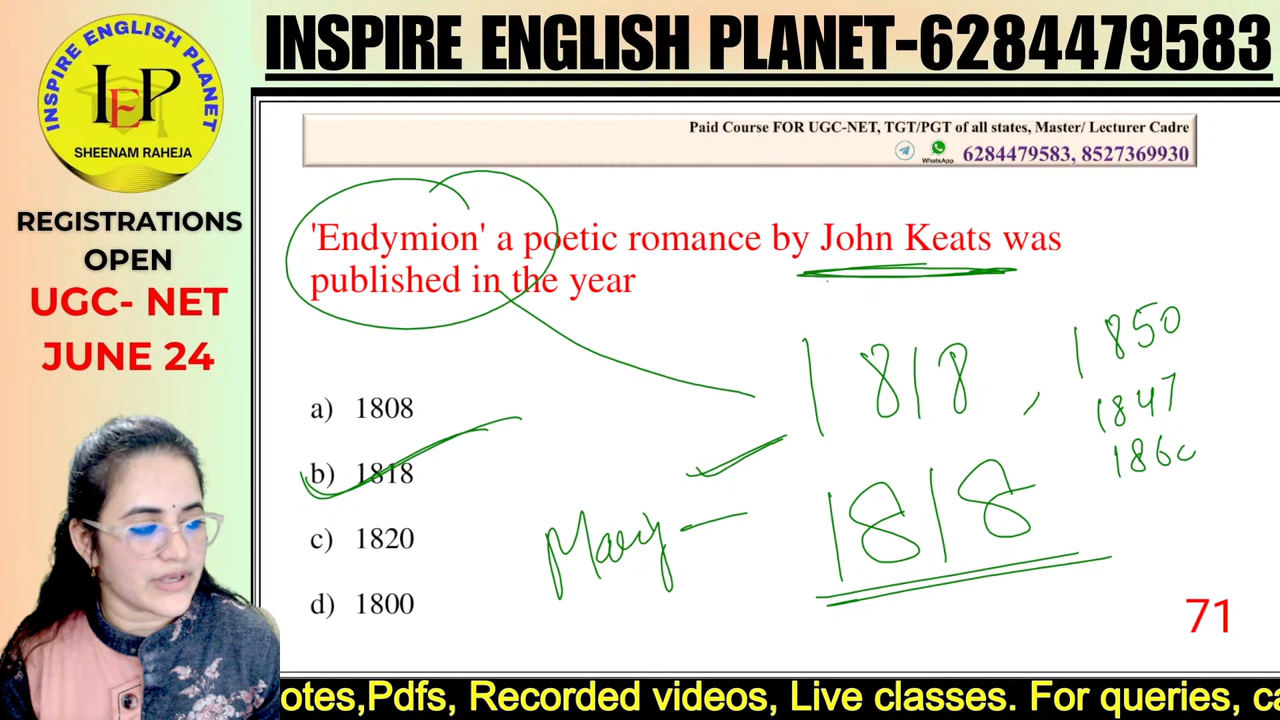 INSPIRE ENGLISH PLANET
IEP
SHEENAM RAHEJA
INSPIRE ENGLISH PLANET-6284479583
REGISTRATIONS
OPEN
UGC- NET
JUNE 24
Paid Course FOR UGC-NET, TGT/PGT of all states, Master/ Lecturer Cadre
WhatsApp
6284479583, 8527369930
'Endymion' a poetic romance by John Keats was
published in the year
1818, 1850
1847
a) 1808
b) 1818
Mary - 1818
c) 1820
d) 1800
71
otes,Pdfs, Recorded videos, Live classes. For queries, ca